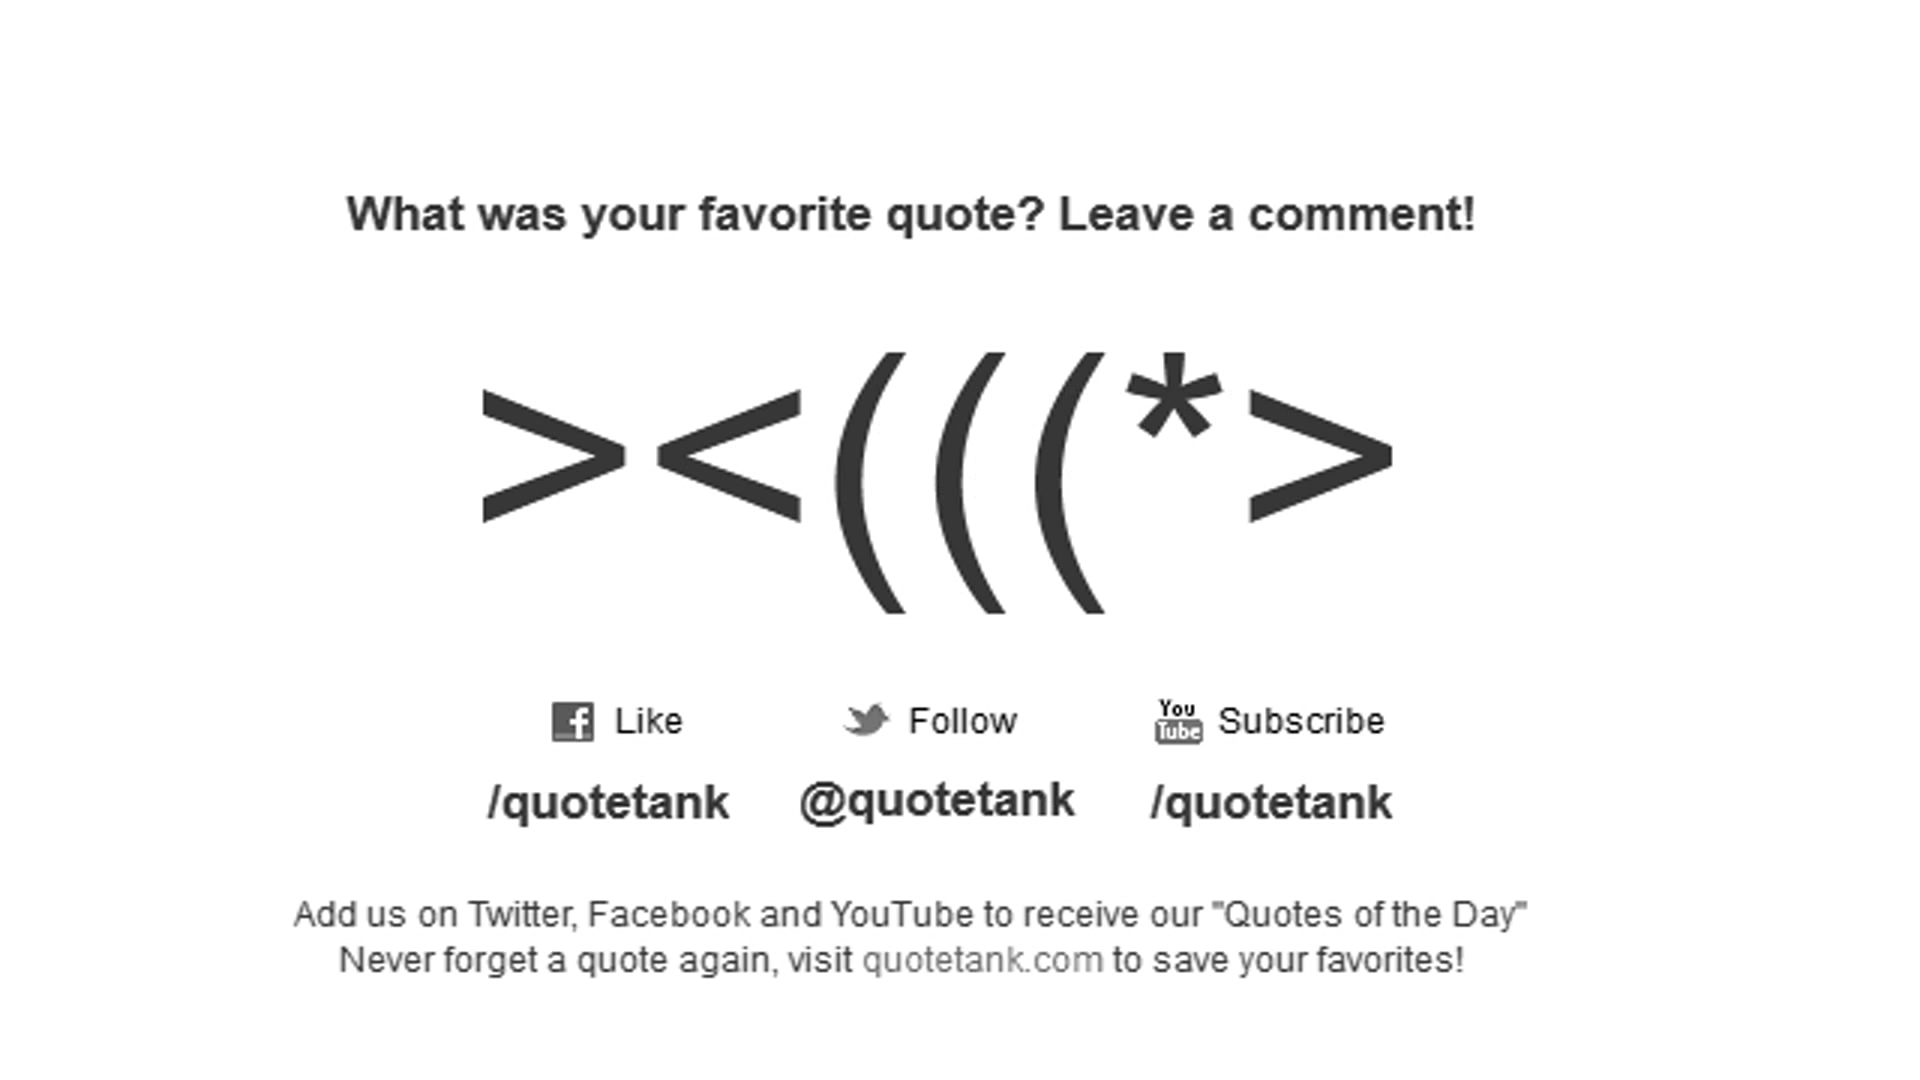 What was your favorite quote? Leave a comment!
><(((*>
f Like
Follow
You Tube Subscribe
/quotetank
@quotetank
/quotetank
Add us on Twitter, Facebook and YouTube to receive our "Quotes of the Day"
Never forget a quote again, visit quotetank.com to save your favorites!